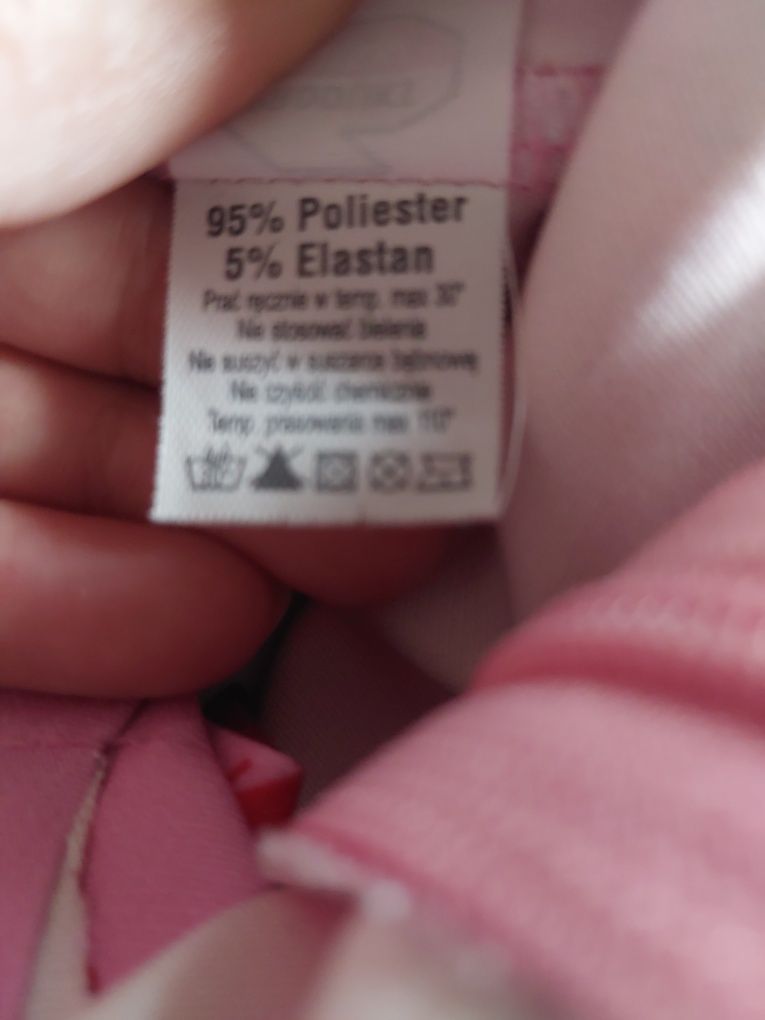 95% Poliester
5% Elastan
Prać ręcznie w temp. max 30°
Nie stosować bielenia
Nie suszyć w suszarce bębnowej
Nie czyścić chemicznie
Temp. prasowania max 110°